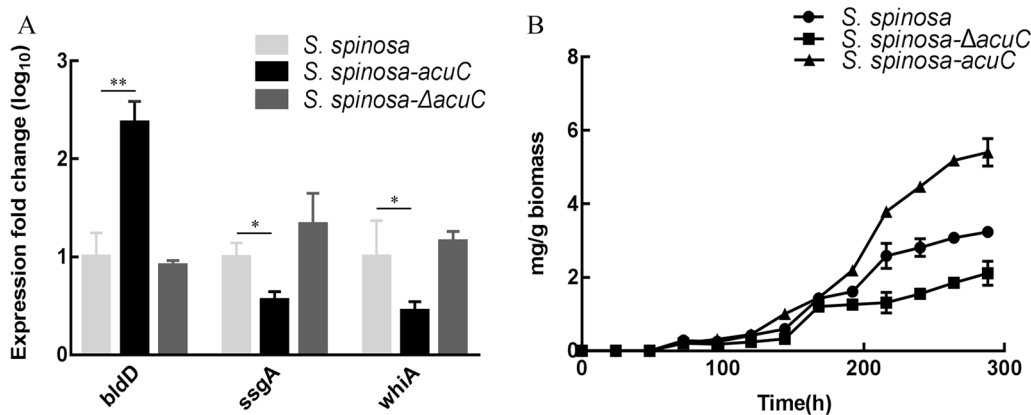 A
S. spinosa
S. spinosa-acuC
S. spinosa-ΔacuC
Expression fold change (log10)
3
2
1
0
**
*
*
bldD
ssgA
whiA
B
S. spinosa
S. spinosa-ΔacuC
S. spinosa-acuC
mg/g biomass
8
6
4
2
0
0 100 200 300
Time(h)